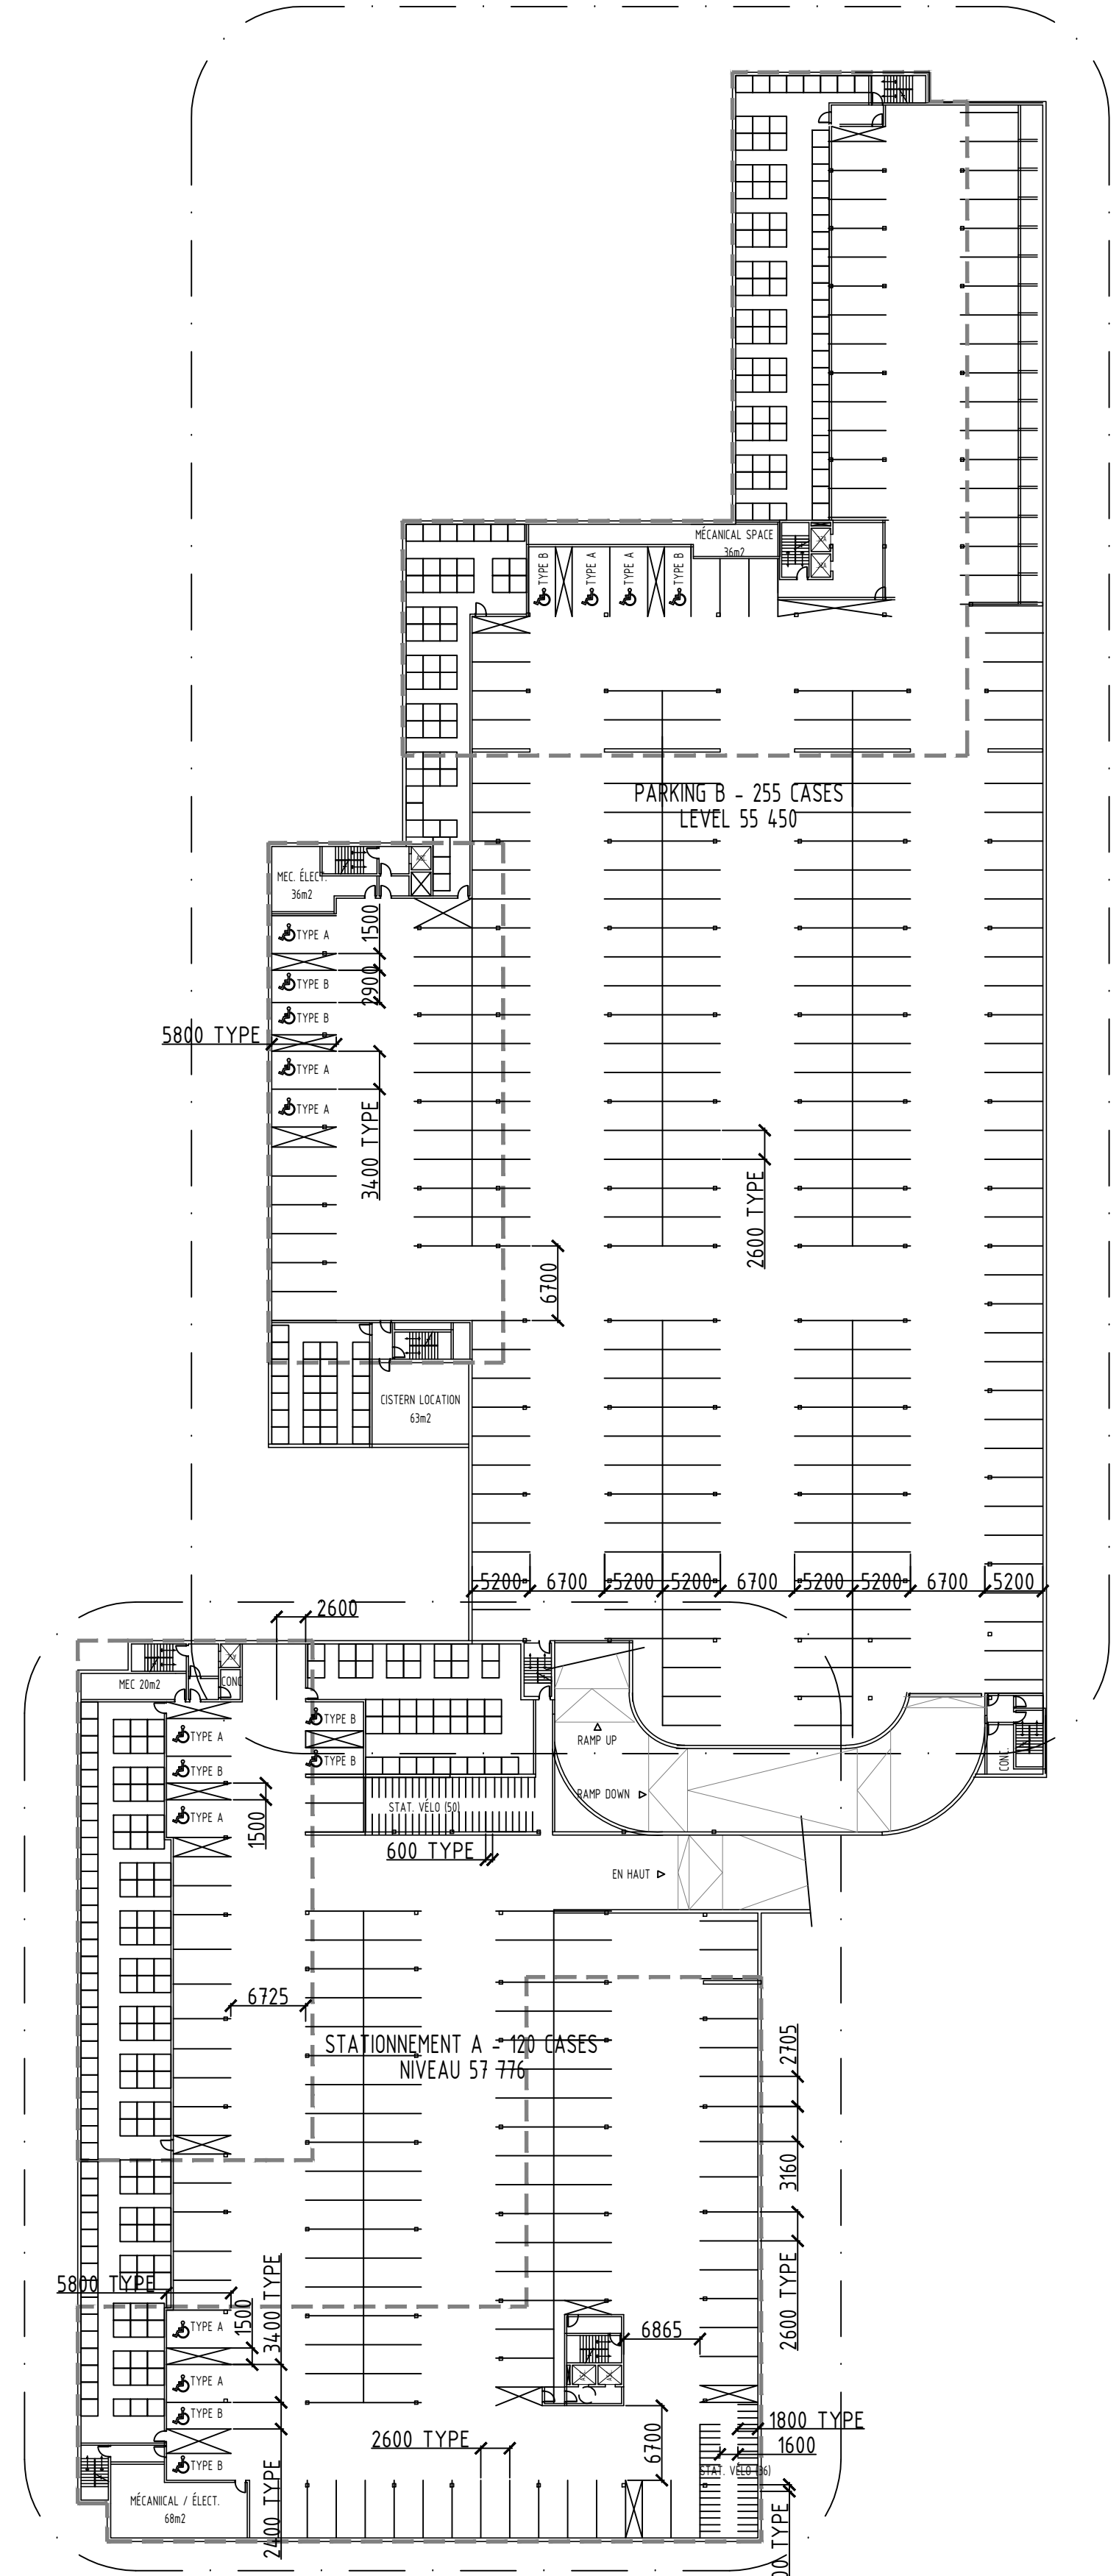 MÉCANICAL SPACE
36m2
TYPE B
TYPE A
TYPE A
TYPE B
PARKING B - 255 CASES
LEVEL 55 450
MEC. ÉLECT.
36m2
TYPE A
1500
TYPE B
2900
TYPE B
5800 TYPE
TYPE A
TYPE A
3400 TYPE
2600 TYPE
6700
CISTERN LOCATION
63m2
5200
6700
5200
5200
6700
5200
5200
6700
5200
2600
MEC 20m2
CONC.
TYPE B
TYPE A
TYPE B
TYPE B
TYPE A
1500
RAMP UP
RAMP DOWN
CONC.
STAT. VÉLO (50)
600 TYPE
EN HAUT
6725
STATIONNEMENT A - 120 CASES
NIVEAU 57 776
2705
3160
2600 TYPE
5800 TYPE
1500
3400 TYPE
TYPE A
6865
TYPE A
TYPE B
TYPE B
2400 TYPE
2600 TYPE
6700
1800 TYPE
1600
STAT. VÉLO (36)
MÉCANIICAL / ÉLECT.
68m2
00 TYPE